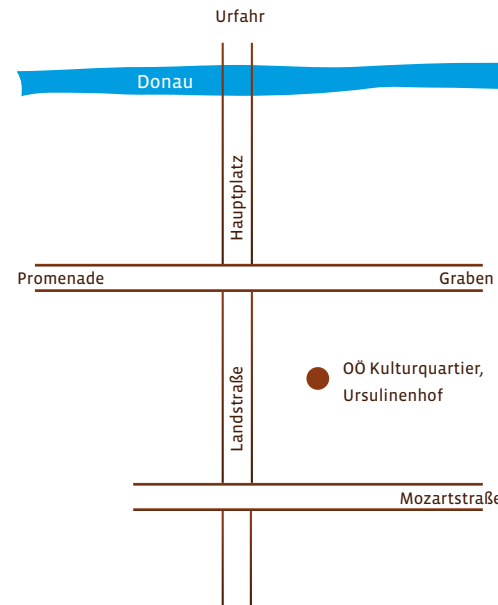 Urfahr
Donau
Hauptplatz
Promenade
Graben
OÖ Kulturquartier,
Ursulinenhof
Landstraße
Mozartstraße